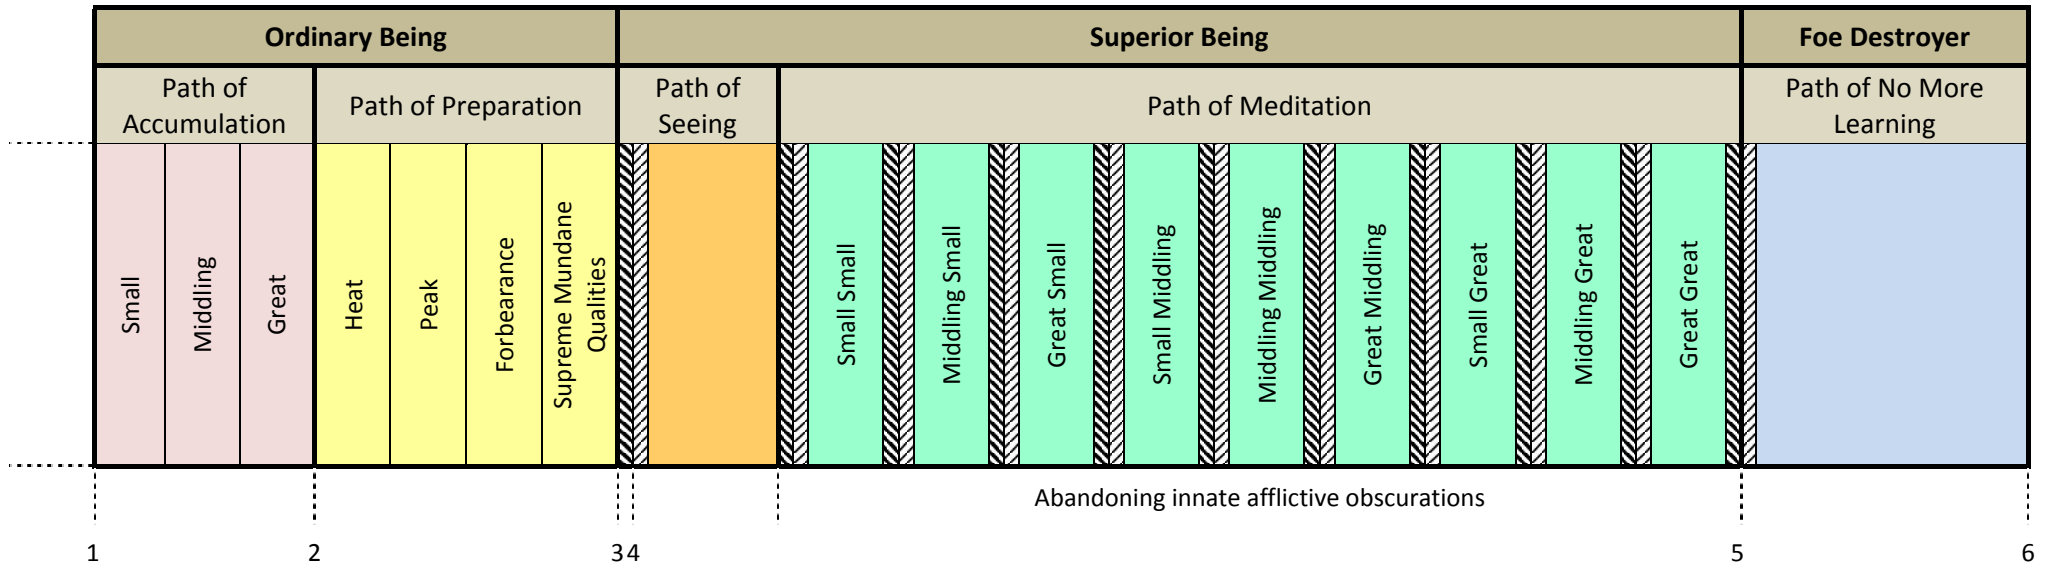 Ordinary Being
Superior Being
Foe Destroyer
Path of
Accumulation
Path of Preparation
Path of
Seeing
Path of Meditation
Path of No More
Learning
Small
Middling
Great
Heat
Peak
Forbearance
Supreme Mundane
Qualities
Small Small
Middling Small
Great Small
Small Middling
Middling Middling
Great Middling
Small Great
Middling Great
Great Great
Abandoning innate afflictive obscurations
1
2
3
4
5
6